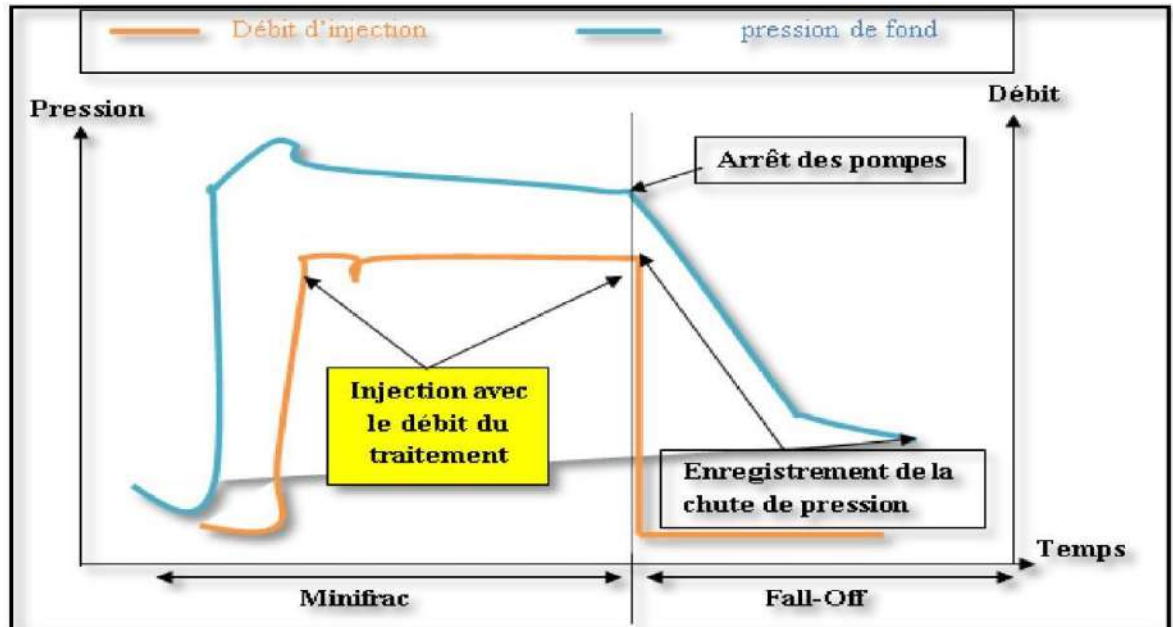 Débit d'injection
pression de fond
Pression
Débit
Arrêt des pompes
Injection avec
le débit du
traitement
Enregistrement de la
chute de pression
Temps
Minifrac
Fall-Off